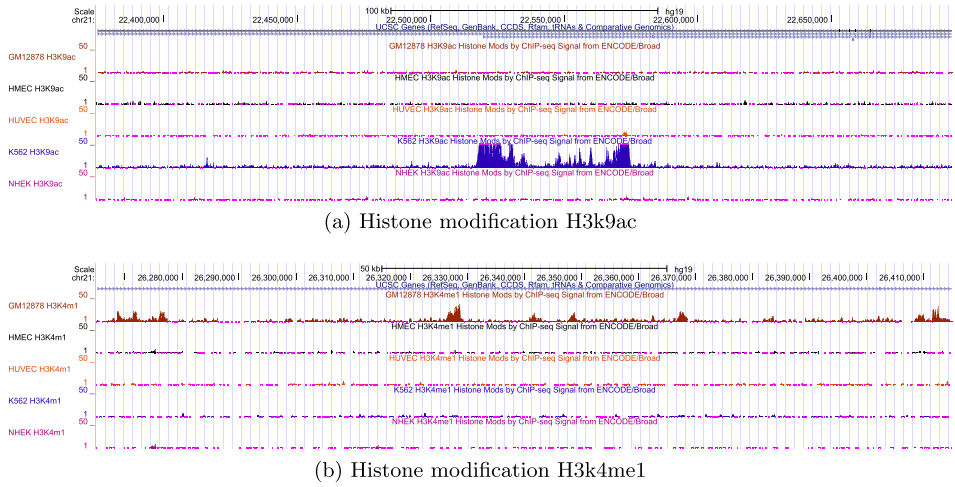 Scale 100 kb hg19
chr21: 22,400,000 22,450,000 22,500,000 22,550,000 22,600,000 22,650,000
UCSC Genes (RefSeq, GenBank, CCDS, Rfam, tRNAs & Comparative Genomics)
GM12878 H3K9ac Histone Mods by ChIP-seq Signal from ENCODE/Broad
50
GM12878 H3K9ac
1
HMEC H3K9ac Histone Mods by ChIP-seq Signal from ENCODE/Broad
50
HMEC H3K9ac
1
HUVEC H3K9ac Histone Mods by ChIP-seq Signal from ENCODE/Broad
50
HUVEC H3K9ac
1
K562 H3K9ac Histone Mods by ChIP-seq Signal from ENCODE/Broad
50
K562 H3K9ac
1
NHEK H3K9ac Histone Mods by ChIP-seq Signal from ENCODE/Broad
50
NHEK H3K9ac
1
(a) Histone modification H3k9ac
Scale 50 kb hg19
chr21: 26,280,000 26,290,000 26,300,000 26,310,000 26,320,000 26,330,000 26,340,000 26,350,000 26,360,000 26,370,000 26,380,000 26,390,000 26,400,000 26,410,000
UCSC Genes (RefSeq, GenBank, CCDS, Rfam, tRNAs & Comparative Genomics)
GM12878 H3K4me1 Histone Mods by ChIP-seq Signal from ENCODE/Broad
50
GM12878 H3K4m1
1
HMEC H3K4me1 Histone Mods by ChIP-seq Signal from ENCODE/Broad
50
HMEC H3K4m1
1
HUVEC H3K4me1 Histone Mods by ChIP-seq Signal from ENCODE/Broad
50
HUVEC H3K4m1
1
K562 H3K4me1 Histone Mods by ChIP-seq Signal from ENCODE/Broad
50
K562 H3K4m1
1
NHEK H3K4me1 Histone Mods by ChIP-seq Signal from ENCODE/Broad
50
NHEK H3K4m1
1
(b) Histone modification H3k4me1